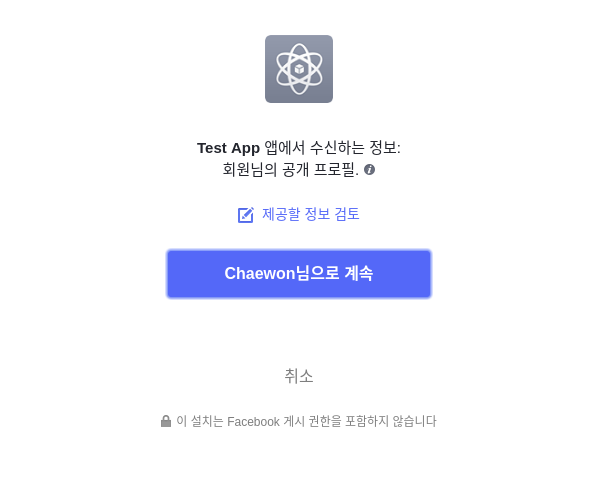 Test App 앱에서 수신하는 정보:
회원님의 공개 프로필.
제공할 정보 검토
Chaewon님으로 계속
취소
이 설치는 Facebook 게시 권한을 포함하지 않습니다